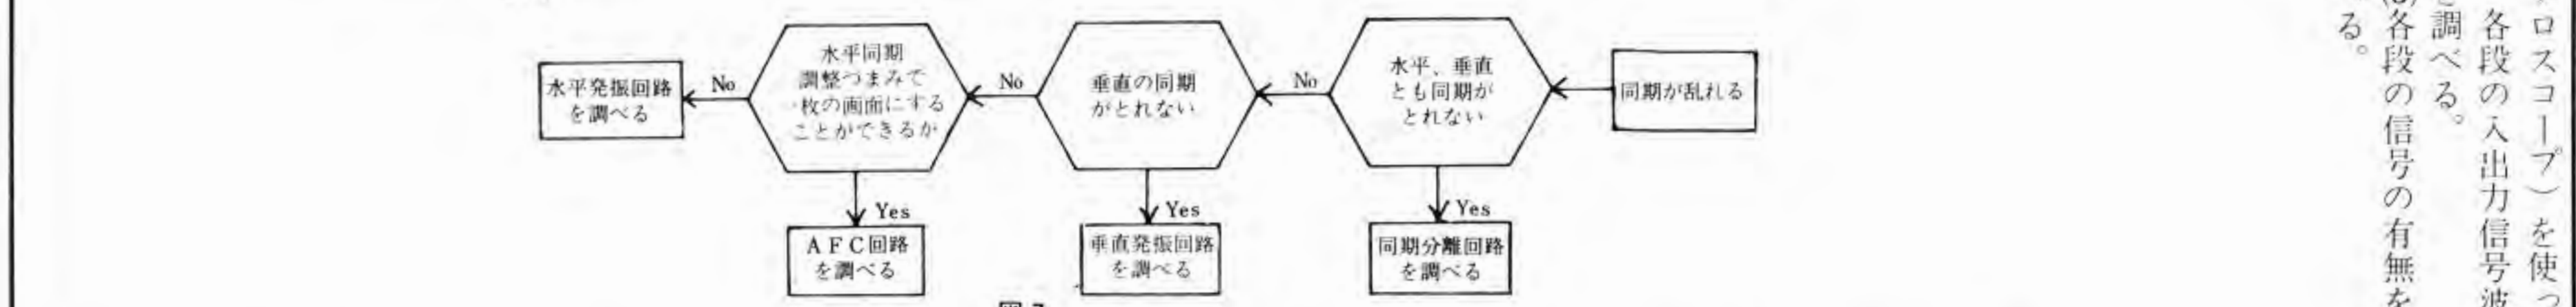 ロスコープ）を使っ
各段の入出力信号波
を調べる。
各段の信号の有無を
る。
同期が乱れる
水平、垂直
とも同期が
とれない
No
Yes
同期分離回路
を調べる
垂直の同期
がとれない
No
Yes
垂直発振回路
を調べる
水平同期
調整つまみで
枚の画面にする
ことができるか
No
Yes
AFC回路
を調べる
水平発振回路
を調べる